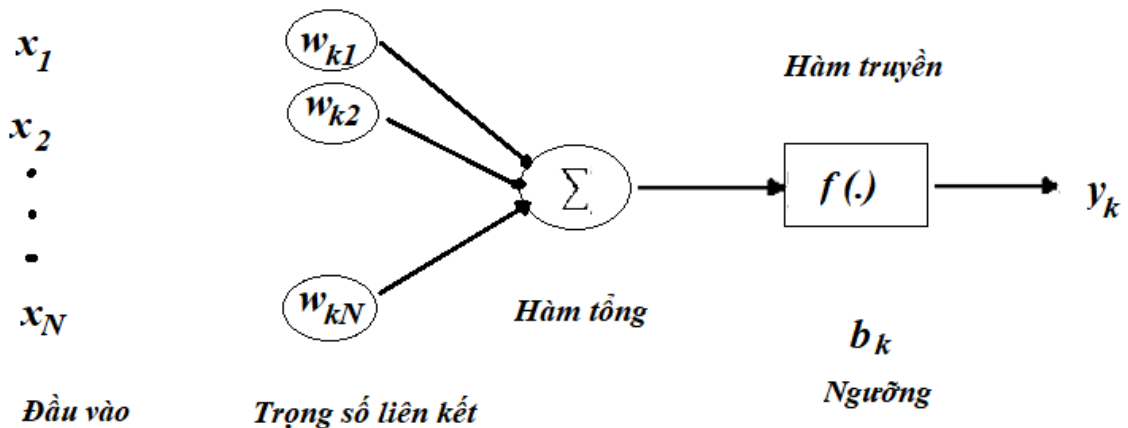 x1
x2
xN
Đầu vào
wk1
wk2
wkN
Trọng số liên kết
Σ
Hàm tổng
Hàm truyền
f (.)
bk
Ngưỡng
yk